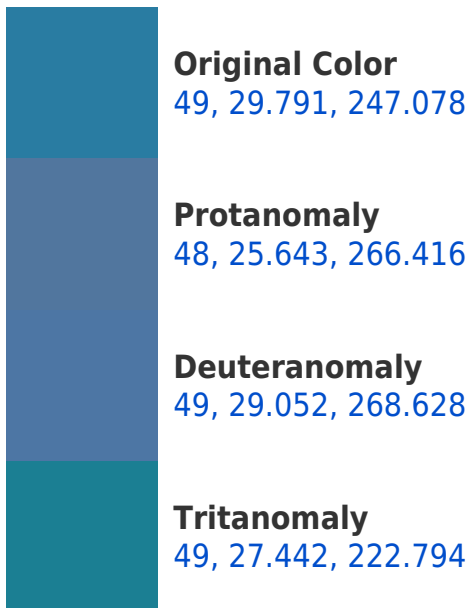 Original Color
49, 29.791, 247.078
Protanomaly
48, 25.643, 266.416
Deuteranomaly
49, 29.052, 268.628
Tritanomaly
49, 27.442, 222.794